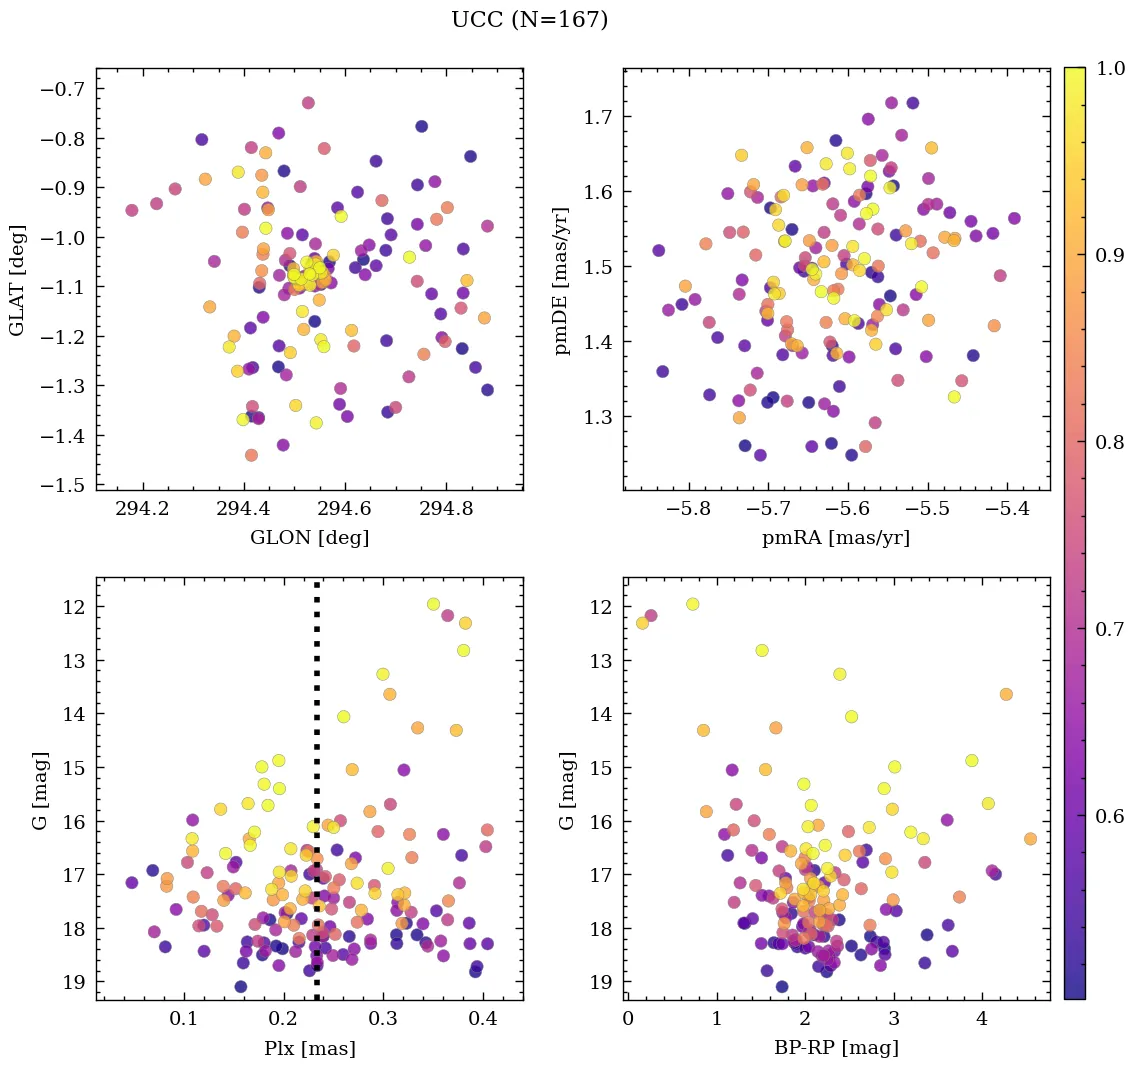 UCC (N=167)
−0.7
−0.8
−0.9
−1.0
−1.1
−1.2
−1.3
−1.4
−1.5
GLAT [deg]
294.2 294.4 294.6 294.8
GLON [deg]
1.7
1.6
1.5
1.4
1.3
pmDE [mas/yr]
−5.8 −5.7 −5.6 −5.5 −5.4
pmRA [mas/yr]
1.0
0.9
0.8
0.7
0.6
12
13
14
15
16
17
18
19
G [mag]
0.1 0.2 0.3 0.4
Plx [mas]
12
13
14
15
16
17
18
19
G [mag]
0 1 2 3 4
BP-RP [mag]